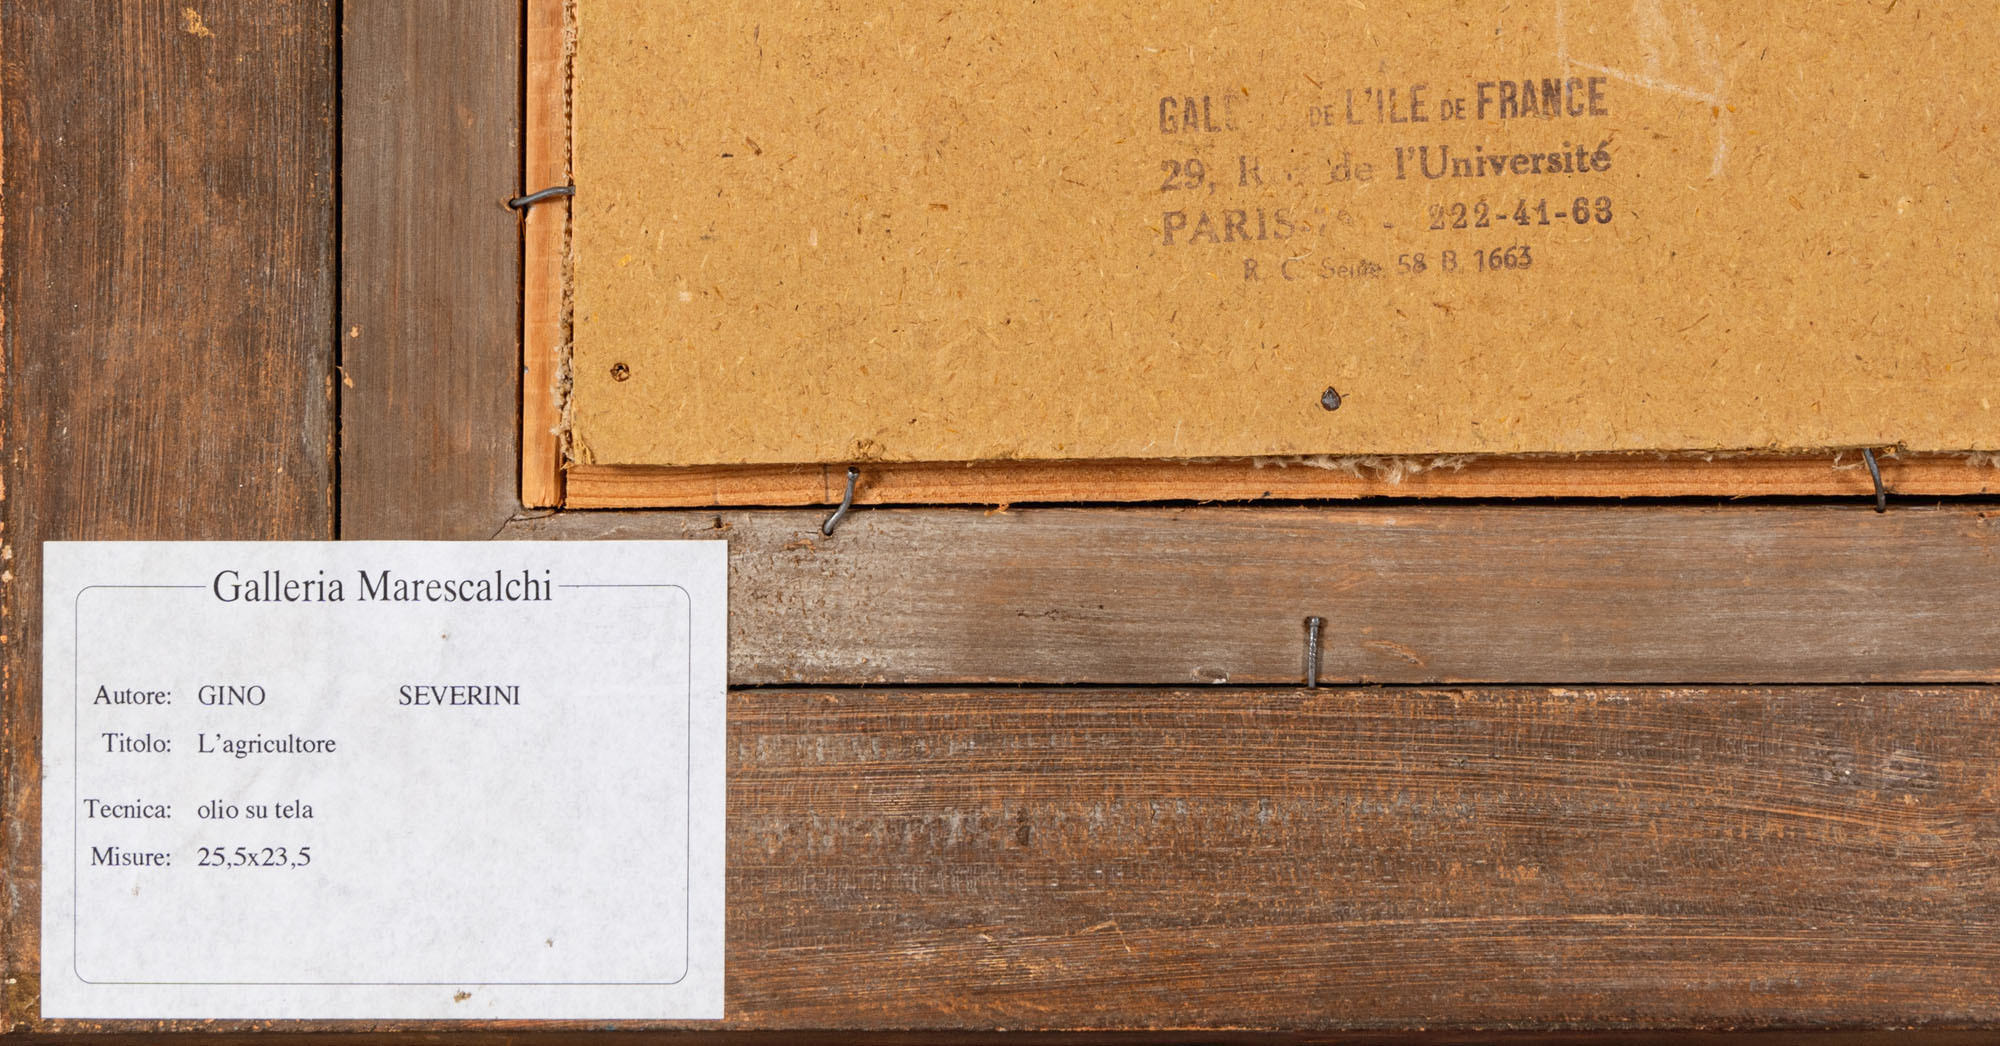 DE L'ILE DE FRANCE
29, de l'Université
PARIS - 222-41-63
R. C. Seine 58 B 1663
Galleria Marescalchi
Autore: GINO SEVERINI
Titolo: L'agricultore
Tecnica: olio su tela
Misure: 25,5x23,5